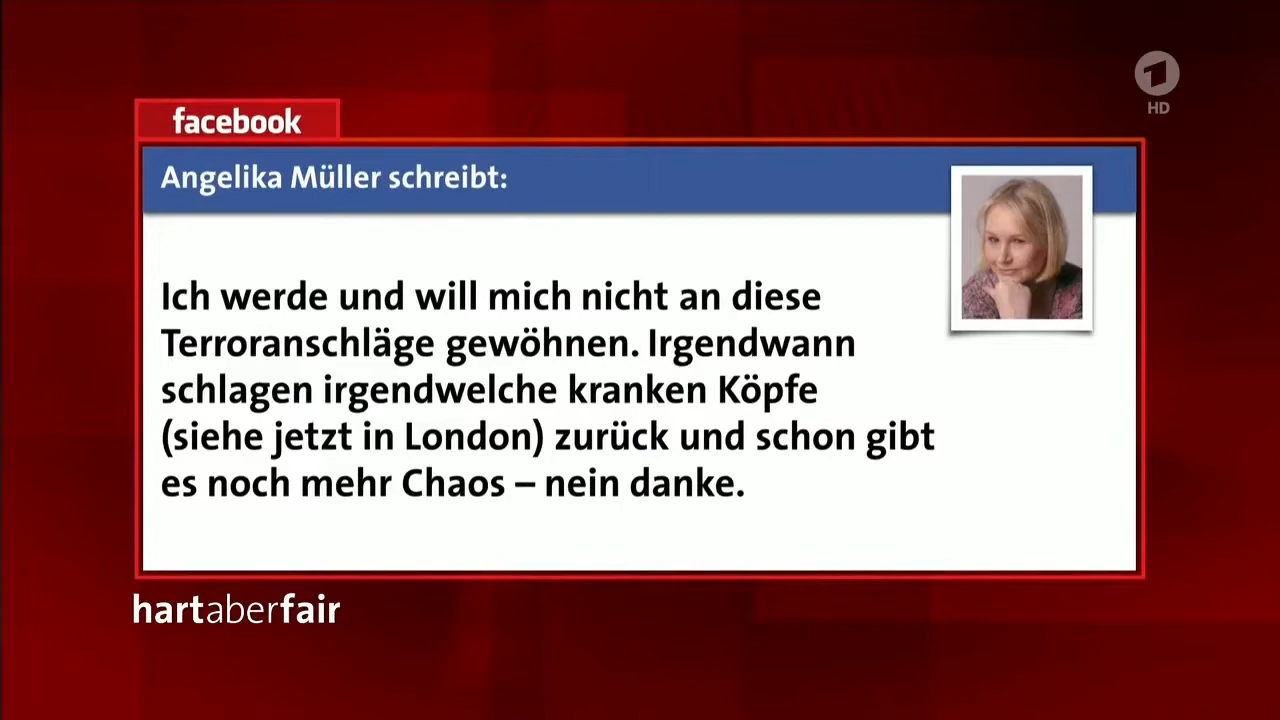 HD
facebook
Angelika Müller schreibt:
Ich werde und will mich nicht an diese
Terroranschläge gewöhnen. Irgendwann
schlagen irgendwelche kranken Köpfe
(siehe jetzt in London) zurück und schon gibt
es noch mehr Chaos – nein danke.
hartaberfair